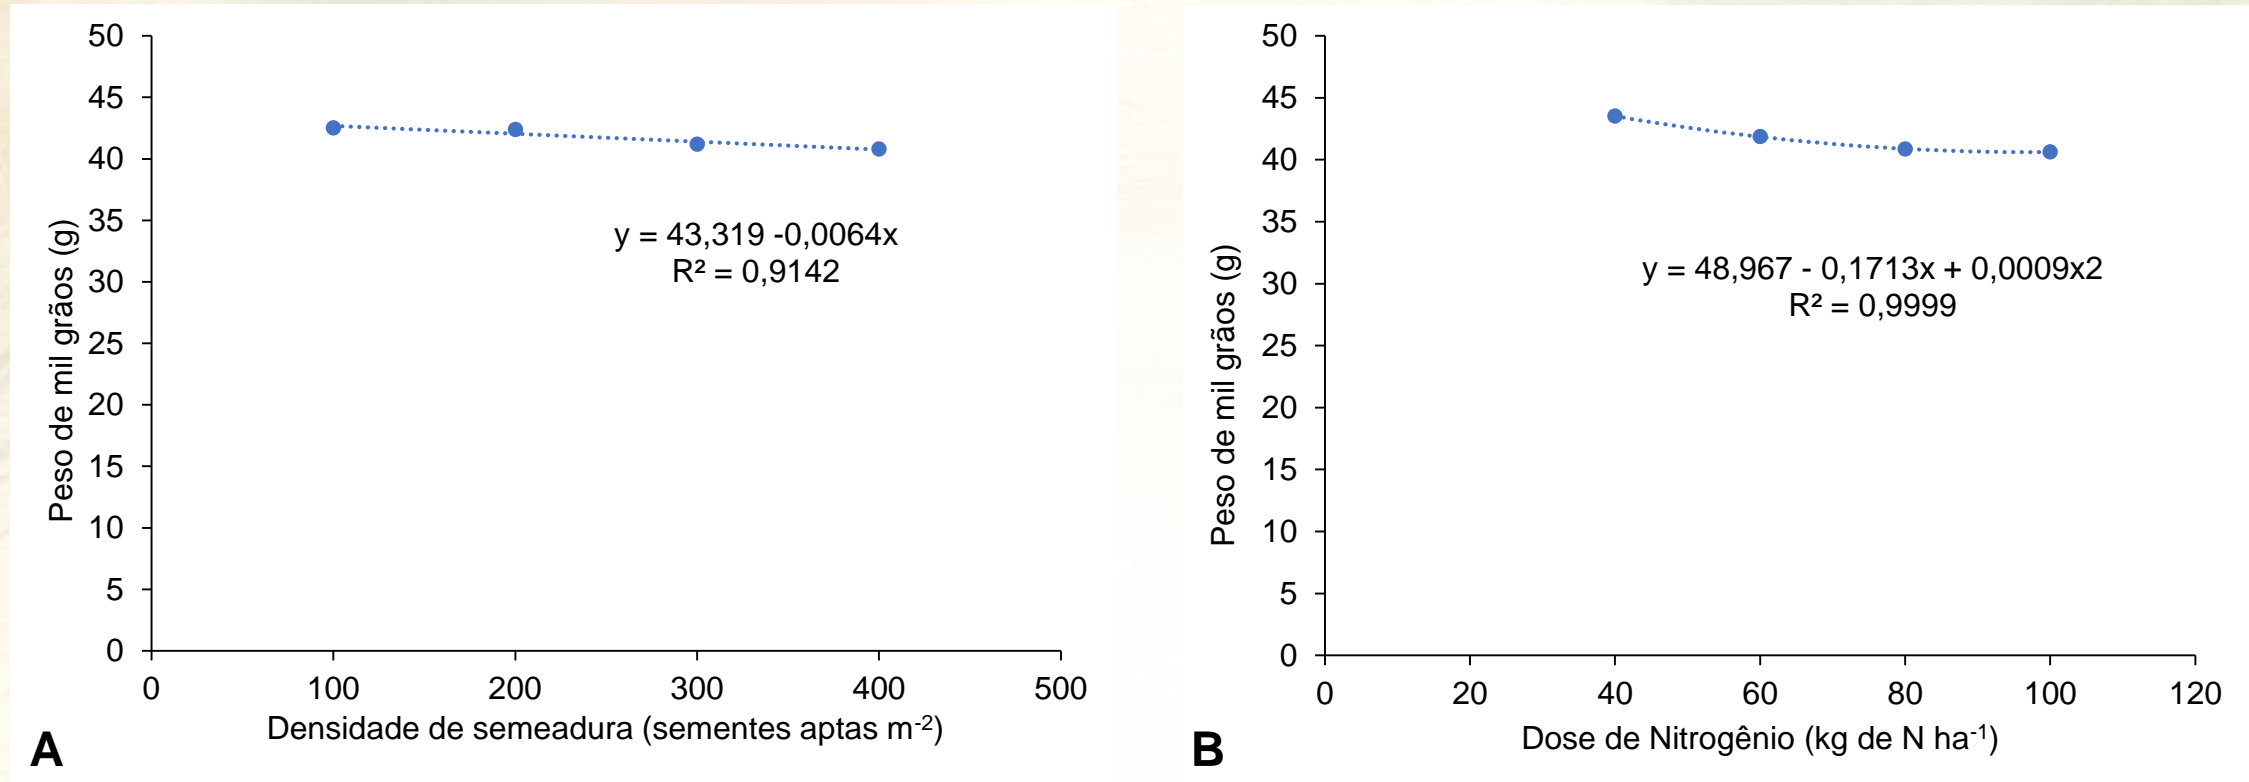 50
45
40
35
30
25
20
15
10
5
0
Peso de mil grãos (g)
y = 43,319 -0,0064x
R² = 0,9142
0 100 200 300 400 500
Densidade de semeadura (sementes aptas m⁻²)
A
50
45
40
35
30
25
20
15
10
5
0
Peso de mil grãos (g)
y = 48,967 - 0,1713x + 0,0009x2
R² = 0,9999
0 20 40 60 80 100 120
Dose de Nitrogênio (kg de N ha⁻¹)
B